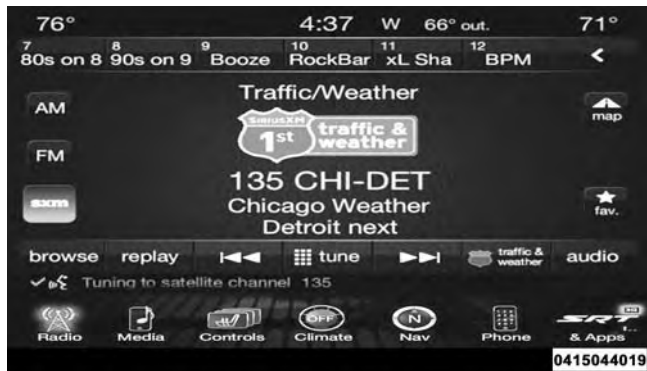 76° 4:37 W 66° out. 71°
7 8 9 10 11 12
80s on 8 90s on 9 Booze RockBar xL Sha BPM
Traffic/Weather
AM
SiriusXM
1st traffic &
weather
map
FM
135 CHI-DET
sxm
Chicago Weather
fav.
Detroit next
browse replay tune traffic &
weather audio
Tuning to satellite channel 135
OFF N
Radio Media Controls Climate Nav Phone & Apps
SRT
0415044019